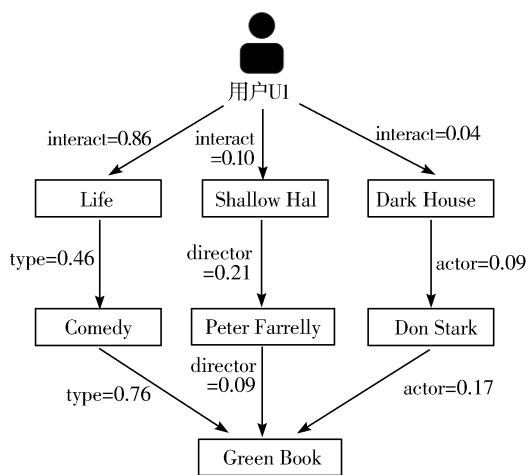 用户U1
interact=0.86
interact
=0.10
interact=0.04
Life
Shallow Hal
Dark House
type=0.46
director
=0.21
actor=0.09
Comedy
Peter Farrelly
Don Stark
type=0.76
director
=0.09
actor=0.17
Green Book